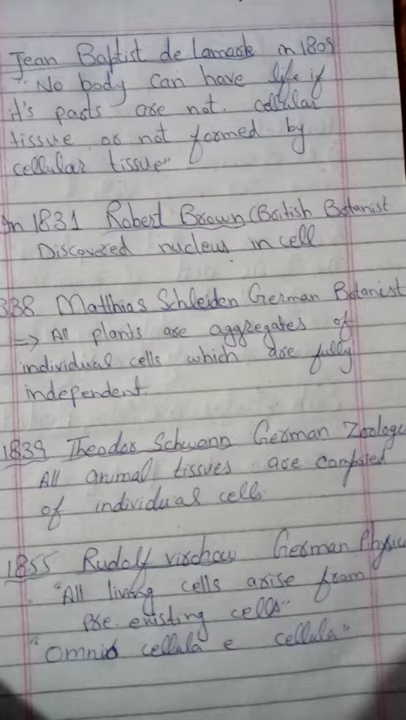 Jean Baptist de Lamark in 1809
"No body can have life if
it's parts are not cellular
tissue or not formed by
cellular tissue"
In 1831 Robert Brown (British Botanist
Discovered nucleus in cell
338 Matthias Schleiden German Botanist
→ All plants are aggregates of
individual cells which are fully
independent
1839 Theodor Schwann German Zoologi
All animal tissues are composed
of individual cells.
1855 Rudolf virchow German Physic
"All living cells arise from
pre existing cells"
"Omnis cellula e cellula"